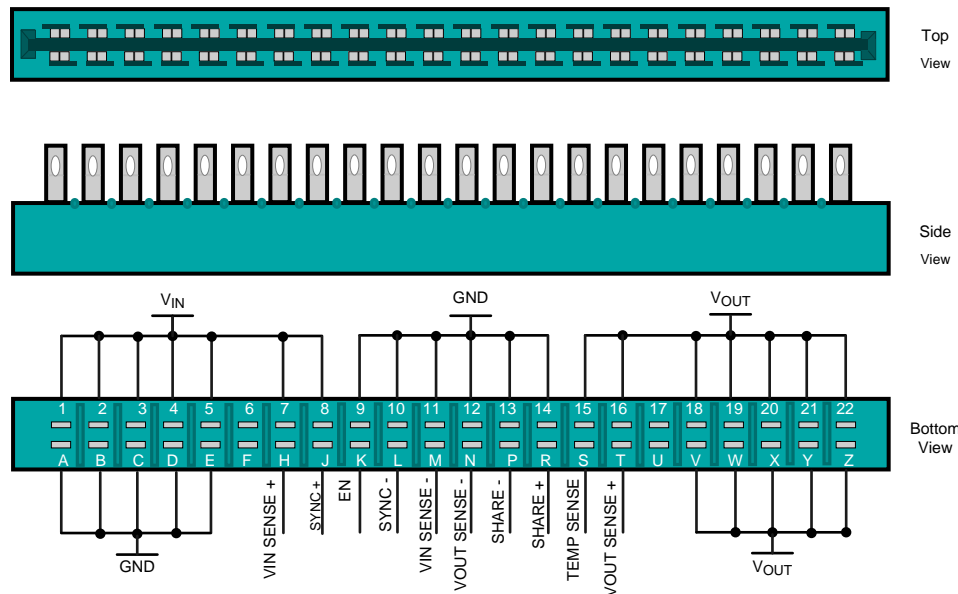 Top
View
Side
View
VIN
GND
VOUT
1 2 3 4 5 6 7 8 9 10 11 12 13 14 15 16 17 18 19 20 21 22
A B C D E F H J K L M N P R S T U V W X Y Z
Bottom
View
GND
VIN SENSE +
SYNC +
EN
SYNC -
VIN SENSE -
VOUT SENSE -
SHARE -
SHARE +
TEMP SENSE
VOUT SENSE +
VOUT